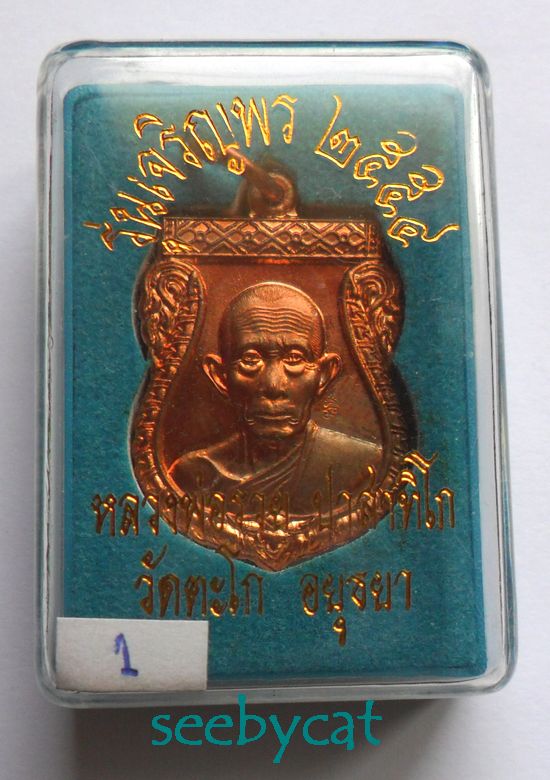 รุ่นเจริญพร ๒๕๕๔
หลวงพ่อรวย ปาสาทิโก
วัดตะโก อยุธยา
1
seebycat